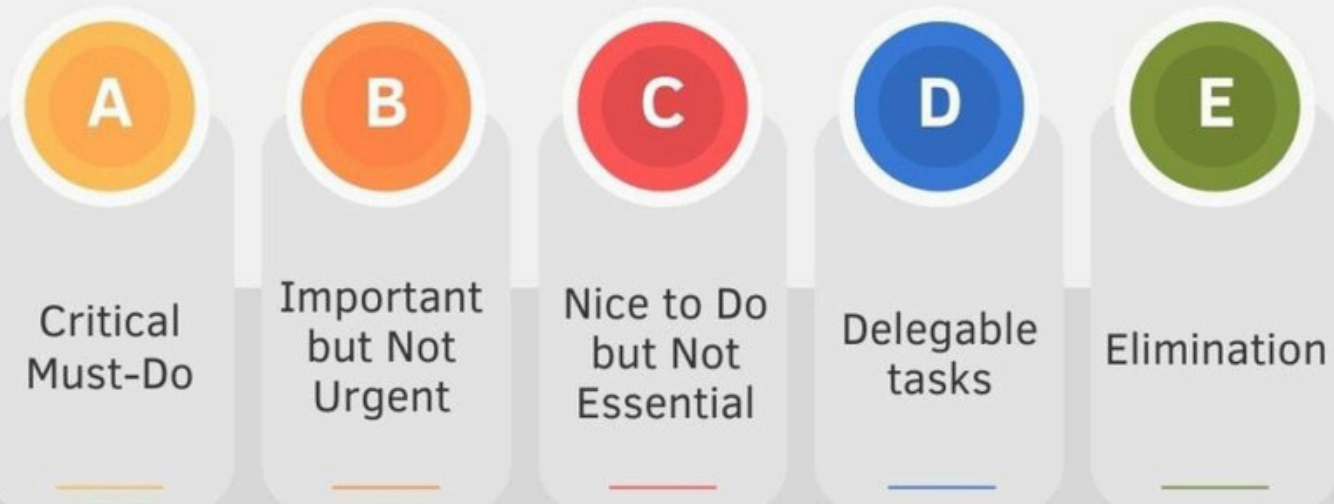 A
Critical
Must-Do
B
Important
but Not
Urgent
C
Nice to Do
but Not
Essential
D
Delegable
tasks
E
Elimination